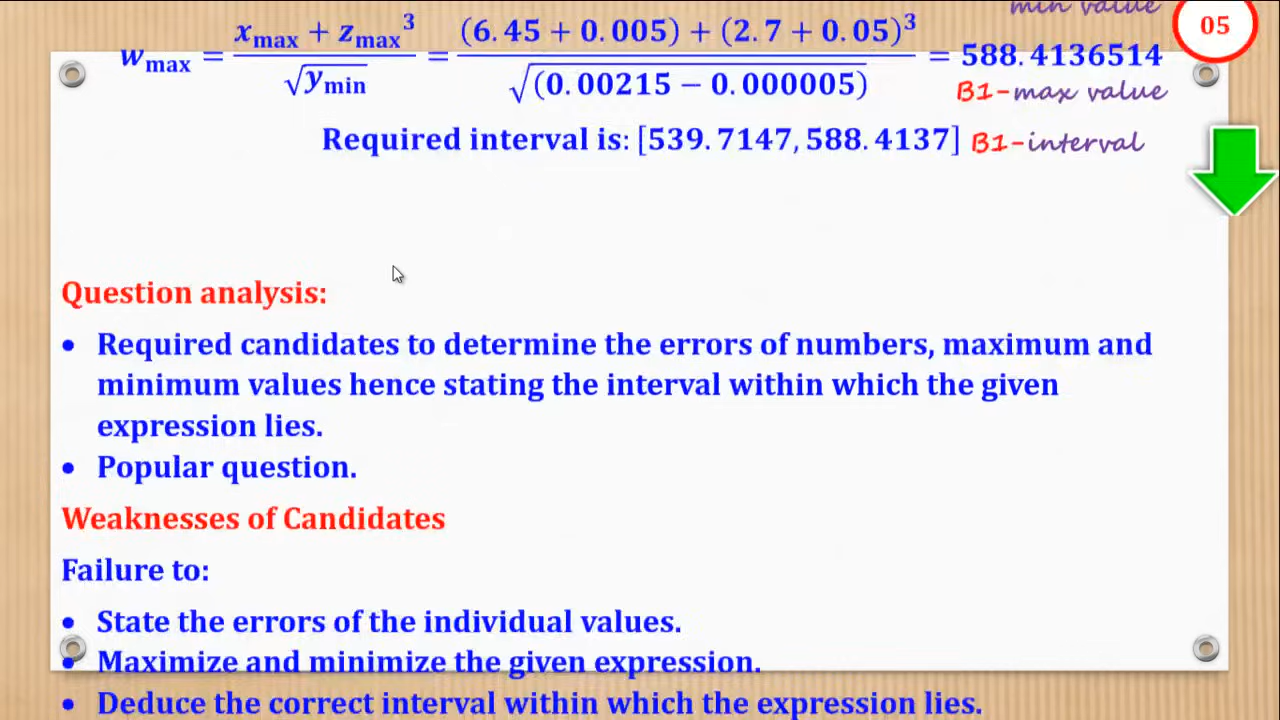 min value
05
w_max = (x_max + z_max³)/√y_min = ((6.45 + 0.005) + (2.7 + 0.05)³)/√(0.00215 − 0.000005) = 588.4136514
B1-max value
Required interval is: [539.7147, 588.4137] B1-interval
Question analysis:
• Required candidates to determine the errors of numbers, maximum and
minimum values hence stating the interval within which the given
expression lies.
• Popular question.
Weaknesses of Candidates
Failure to:
• State the errors of the individual values.
• Maximize and minimize the given expression.
• Deduce the correct interval within which the expression lies.